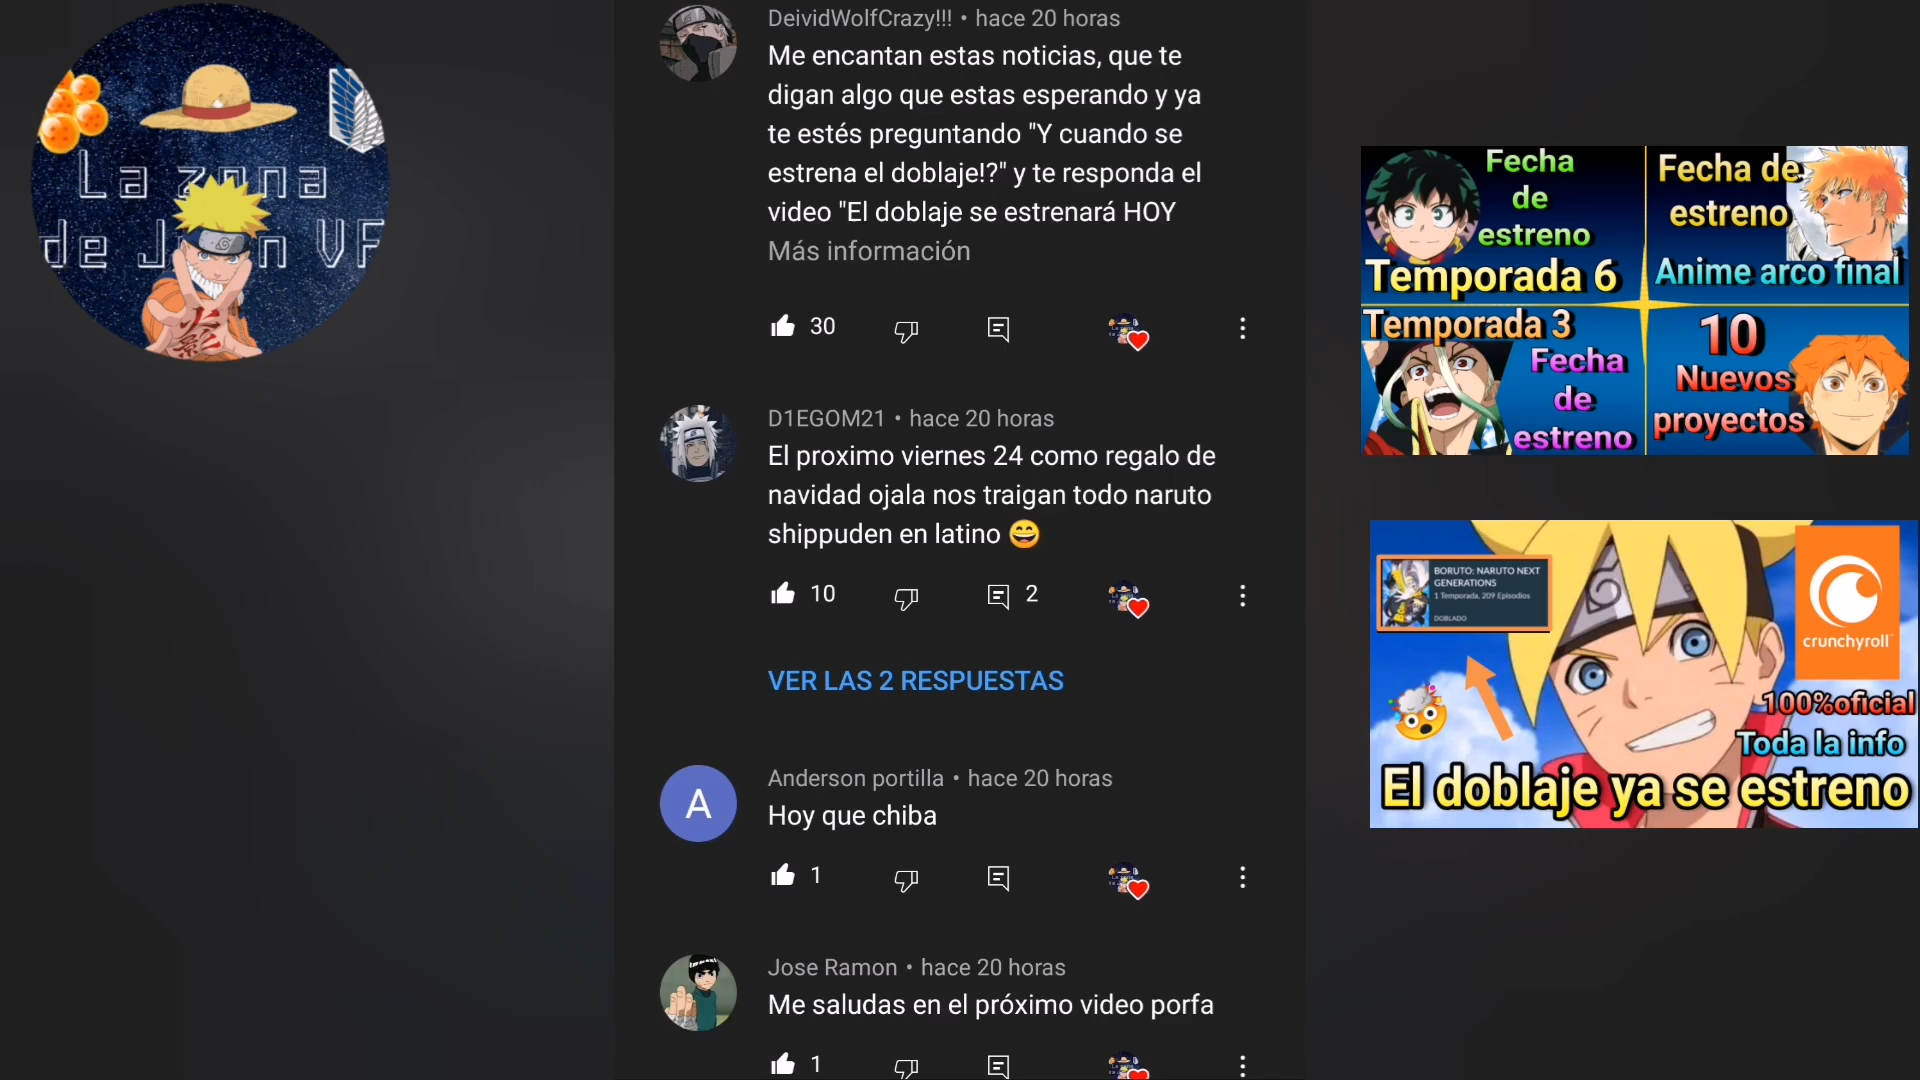 La zona
de Juan VF
DeividWolfCrazy!!! • hace 20 horas
Me encantan estas noticias, que te
digan algo que estas esperando y ya
te estés preguntando "Y cuando se
estrena el doblaje!?" y te responda el
video "El doblaje se estrenará HOY
Más información
30
D1EGOM21 • hace 20 horas
El proximo viernes 24 como regalo de
navidad ojala nos traigan todo naruto
shippuden en latino 😄
10
2
VER LAS 2 RESPUESTAS
A
Anderson portilla • hace 20 horas
Hoy que chiba
1
Jose Ramon • hace 20 horas
Me saludas en el próximo video porfa
1
Fecha
de
estreno
Temporada 6
Fecha de
estreno
Anime arco final
Temporada 3
Fecha
de
estreno
10
Nuevos
proyectos
BORUTO: NARUTO NEXT
GENERATIONS
1 Temporada, 209 Episodios
DOBLADO
crunchyroll
100%oficial
Toda la info
El doblaje ya se estreno